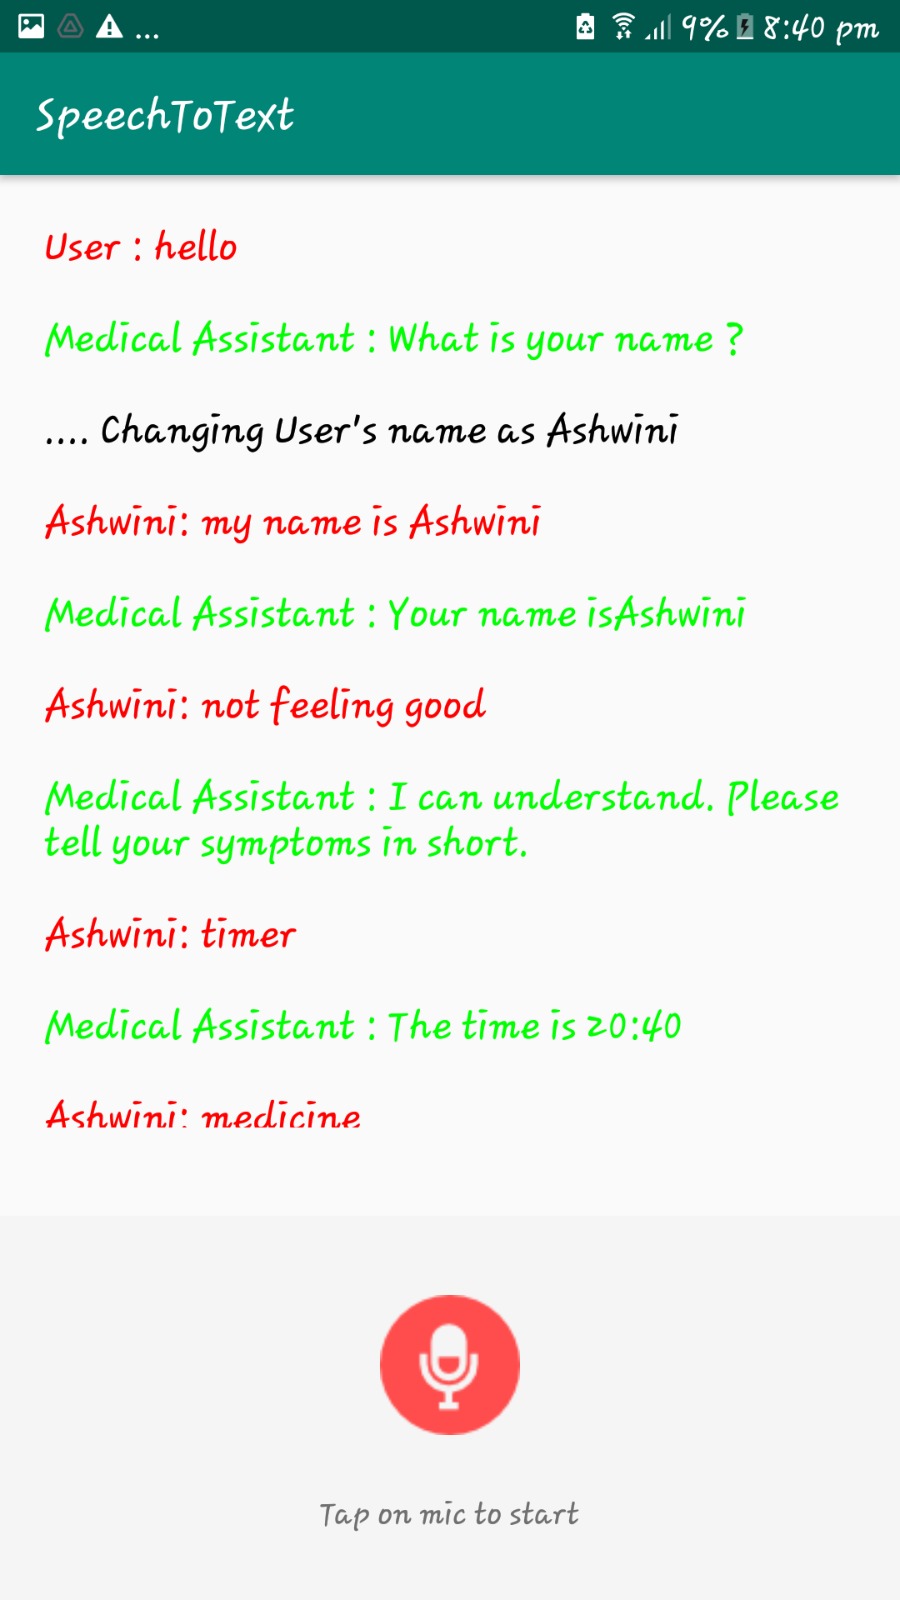 ... 9% 8:40 pm
SpeechToText
User : hello
Medical Assistant : What is your name ?
.... Changing User's name as Ashwini
Ashwini: my name is Ashwini
Medical Assistant : Your name isAshwini
Ashwini: not feeling good
Medical Assistant : I can understand. Please
tell your symptoms in short.
Ashwini: timer
Medical Assistant : The time is 20:40
Ashwini: medicine
Tap on mic to start